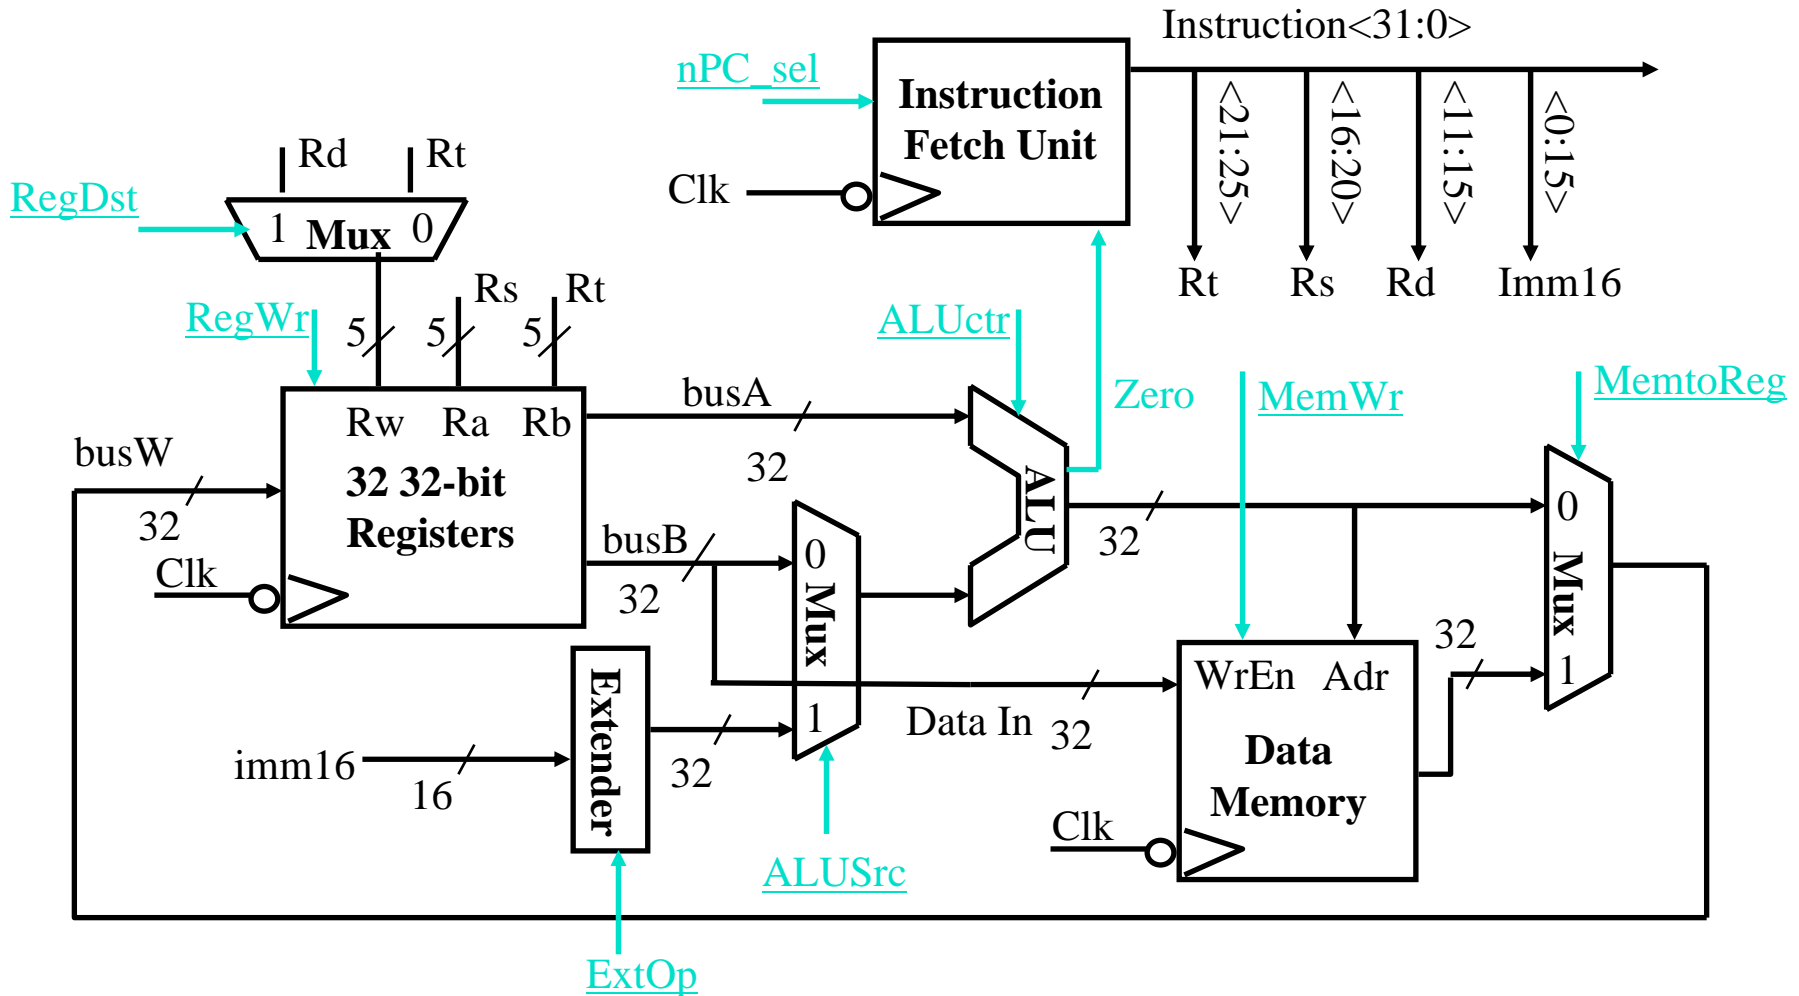 Instruction<31:0>
nPC_sel
Instruction
Fetch Unit
Clk
<21:25>
<16:20>
<11:15>
<0:15>
Rt
Rs
Rd
Imm16
Rd
Rt
RegDst
1
Mux
0
Rs
Rt
RegWr
5
5
5
ALUctr
Zero
MemWr
MemtoReg
busA
32
Rw
Ra
Rb
busW
32
32 32-bit
Registers
Clk
busB
32
0
Mux
1
ALU
32
0
Mux
1
32
WrEn
Adr
Data In
32
Data
Memory
Clk
Extender
imm16
16
32
ALUSrc
ExtOp